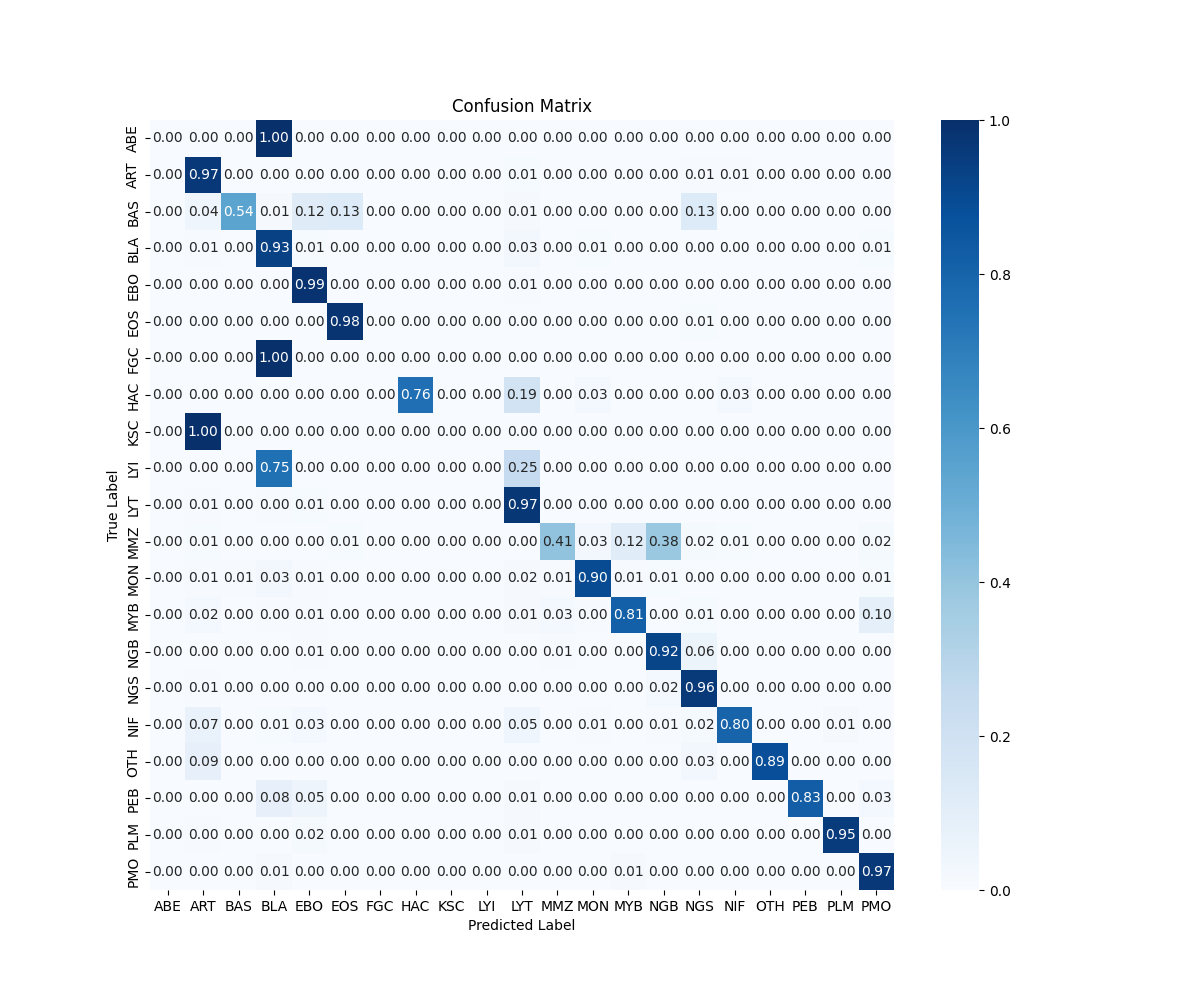 Confusion Matrix
ABE 0.00 0.00 0.00 1.00 0.00 0.00 0.00 0.00 0.00 0.00 0.00 0.00 0.00 0.00 0.00 0.00 0.00 0.00 0.00 0.00 0.00
ART 0.00 0.97 0.00 0.00 0.00 0.00 0.00 0.00 0.00 0.00 0.01 0.00 0.00 0.00 0.00 0.01 0.01 0.00 0.00 0.00 0.00
BAS 0.00 0.04 0.54 0.01 0.12 0.13 0.00 0.00 0.00 0.00 0.01 0.00 0.00 0.00 0.00 0.13 0.00 0.00 0.00 0.00 0.00
BLA 0.00 0.01 0.00 0.93 0.01 0.00 0.00 0.00 0.00 0.00 0.03 0.00 0.01 0.00 0.00 0.00 0.00 0.00 0.00 0.00 0.01
EBO 0.00 0.00 0.00 0.00 0.99 0.00 0.00 0.00 0.00 0.00 0.01 0.00 0.00 0.00 0.00 0.00 0.00 0.00 0.00 0.00 0.00
EOS 0.00 0.00 0.00 0.00 0.00 0.98 0.00 0.00 0.00 0.00 0.00 0.00 0.00 0.00 0.00 0.01 0.00 0.00 0.00 0.00 0.00
FGC 0.00 0.00 0.00 1.00 0.00 0.00 0.00 0.00 0.00 0.00 0.00 0.00 0.00 0.00 0.00 0.00 0.00 0.00 0.00 0.00 0.00
HAC 0.00 0.00 0.00 0.00 0.00 0.00 0.00 0.76 0.00 0.00 0.19 0.00 0.03 0.00 0.00 0.00 0.03 0.00 0.00 0.00 0.00
KSC 0.00 1.00 0.00 0.00 0.00 0.00 0.00 0.00 0.00 0.00 0.00 0.00 0.00 0.00 0.00 0.00 0.00 0.00 0.00 0.00 0.00
LYI 0.00 0.00 0.00 0.75 0.00 0.00 0.00 0.00 0.00 0.00 0.25 0.00 0.00 0.00 0.00 0.00 0.00 0.00 0.00 0.00 0.00
LYT 0.00 0.01 0.00 0.00 0.01 0.00 0.00 0.00 0.00 0.00 0.97 0.00 0.00 0.00 0.00 0.00 0.00 0.00 0.00 0.00 0.00
MMZ 0.00 0.01 0.00 0.00 0.00 0.01 0.00 0.00 0.00 0.00 0.00 0.41 0.03 0.12 0.38 0.02 0.01 0.00 0.00 0.00 0.02
MON 0.00 0.01 0.01 0.03 0.01 0.00 0.00 0.00 0.00 0.00 0.02 0.01 0.90 0.01 0.01 0.00 0.00 0.00 0.00 0.00 0.01
MYB 0.00 0.02 0.00 0.00 0.01 0.00 0.00 0.00 0.00 0.00 0.01 0.03 0.00 0.81 0.00 0.01 0.00 0.00 0.00 0.00 0.10
NGB 0.00 0.00 0.00 0.00 0.01 0.00 0.00 0.00 0.00 0.00 0.00 0.01 0.00 0.00 0.92 0.06 0.00 0.00 0.00 0.00 0.00
NGS 0.00 0.01 0.00 0.00 0.00 0.00 0.00 0.00 0.00 0.00 0.00 0.00 0.00 0.00 0.02 0.96 0.00 0.00 0.00 0.00 0.00
NIF 0.00 0.07 0.00 0.01 0.03 0.00 0.00 0.00 0.00 0.00 0.05 0.00 0.01 0.00 0.01 0.02 0.80 0.00 0.00 0.01 0.00
OTH 0.00 0.09 0.00 0.00 0.00 0.00 0.00 0.00 0.00 0.00 0.00 0.00 0.00 0.00 0.00 0.03 0.00 0.89 0.00 0.00 0.00
PEB 0.00 0.00 0.00 0.08 0.05 0.00 0.00 0.00 0.00 0.00 0.01 0.00 0.00 0.00 0.00 0.00 0.00 0.00 0.83 0.00 0.03
PLM 0.00 0.00 0.00 0.00 0.02 0.00 0.00 0.00 0.00 0.00 0.01 0.00 0.00 0.00 0.00 0.00 0.00 0.00 0.00 0.95 0.00
PMO 0.00 0.00 0.00 0.01 0.00 0.00 0.00 0.00 0.00 0.00 0.00 0.00 0.00 0.01 0.00 0.00 0.00 0.00 0.00 0.00 0.97
ABE ART BAS BLA EBO EOS FGC HAC KSC LYI LYT MMZ MON MYB NGB NGS NIF OTH PEB PLM PMO
Predicted Label
True Label
1.0
0.8
0.6
0.4
0.2
0.0